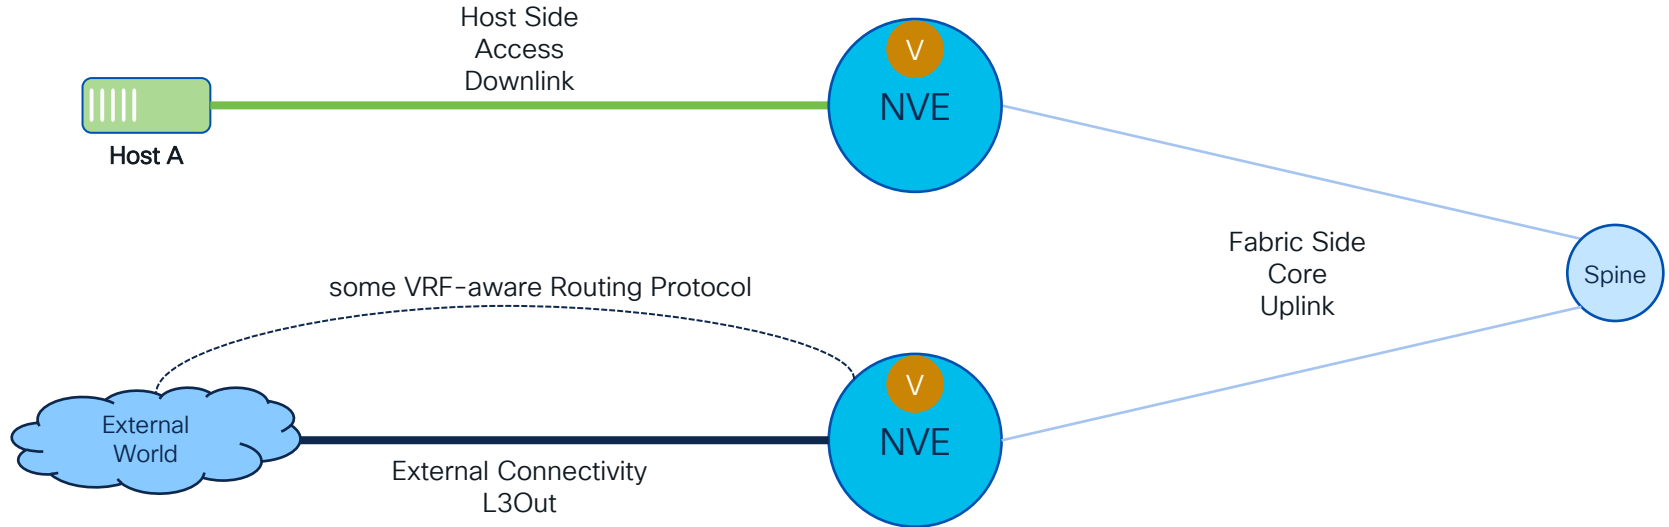 Host Side
Access
Downlink
V
NVE
Host A
Fabric Side
Core
Uplink
Spine
some VRF-aware Routing Protocol
V
NVE
External
World
External Connectivity
L3Out